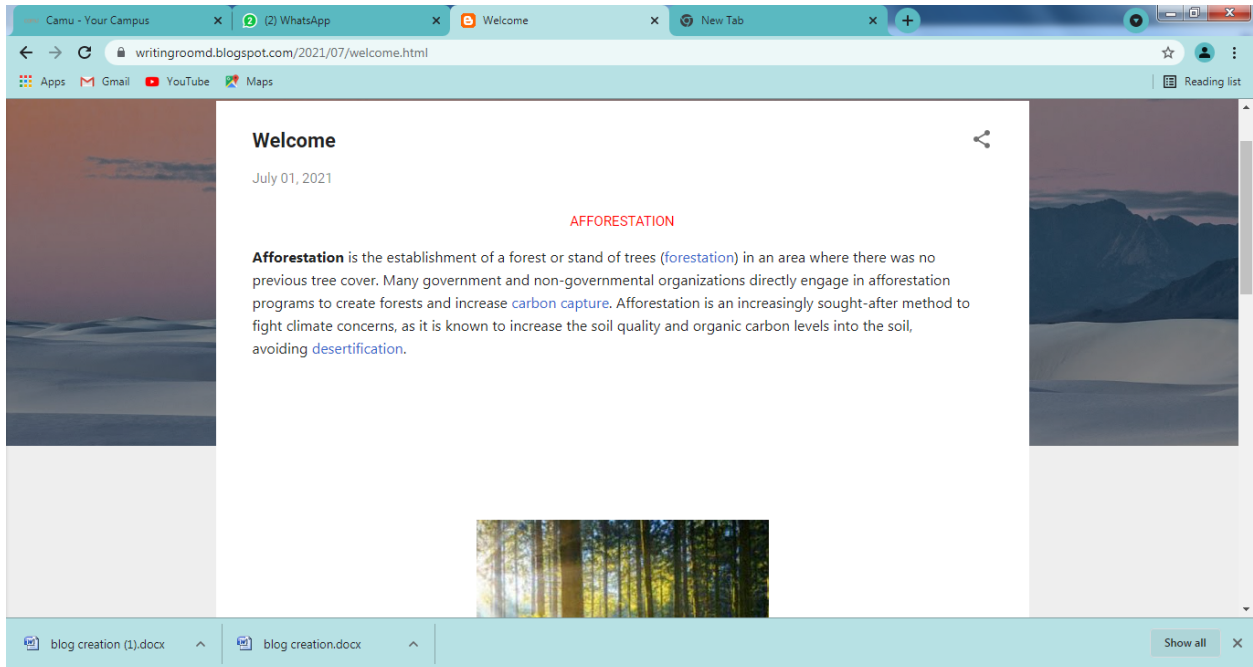 Camu - Your Campus
(2) WhatsApp
Welcome
New Tab
writingroomd.blogspot.com/2021/07/welcome.html
Apps
Gmail
YouTube
Maps
Reading list
Welcome
July 01, 2021
AFFORESTATION
Afforestation is the establishment of a forest or stand of trees (forestation) in an area where there was no
previous tree cover. Many government and non-governmental organizations directly engage in afforestation
programs to create forests and increase carbon capture. Afforestation is an increasingly sought-after method to
fight climate concerns, as it is known to increase the soil quality and organic carbon levels into the soil,
avoiding desertification.
blog creation (1).docx
blog creation.docx
Show all